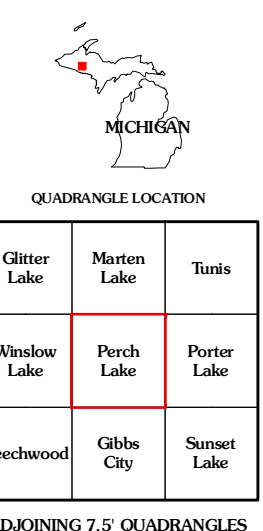 MICHIGAN
QUADRANGLE LOCATION
Glitter Marten Tunis
Lake Lake
Winslow Perch Porter
Lake Lake Lake
eechwood Gibbs Sunset
City Lake
DJOINING 7.5' QUADRANGLES